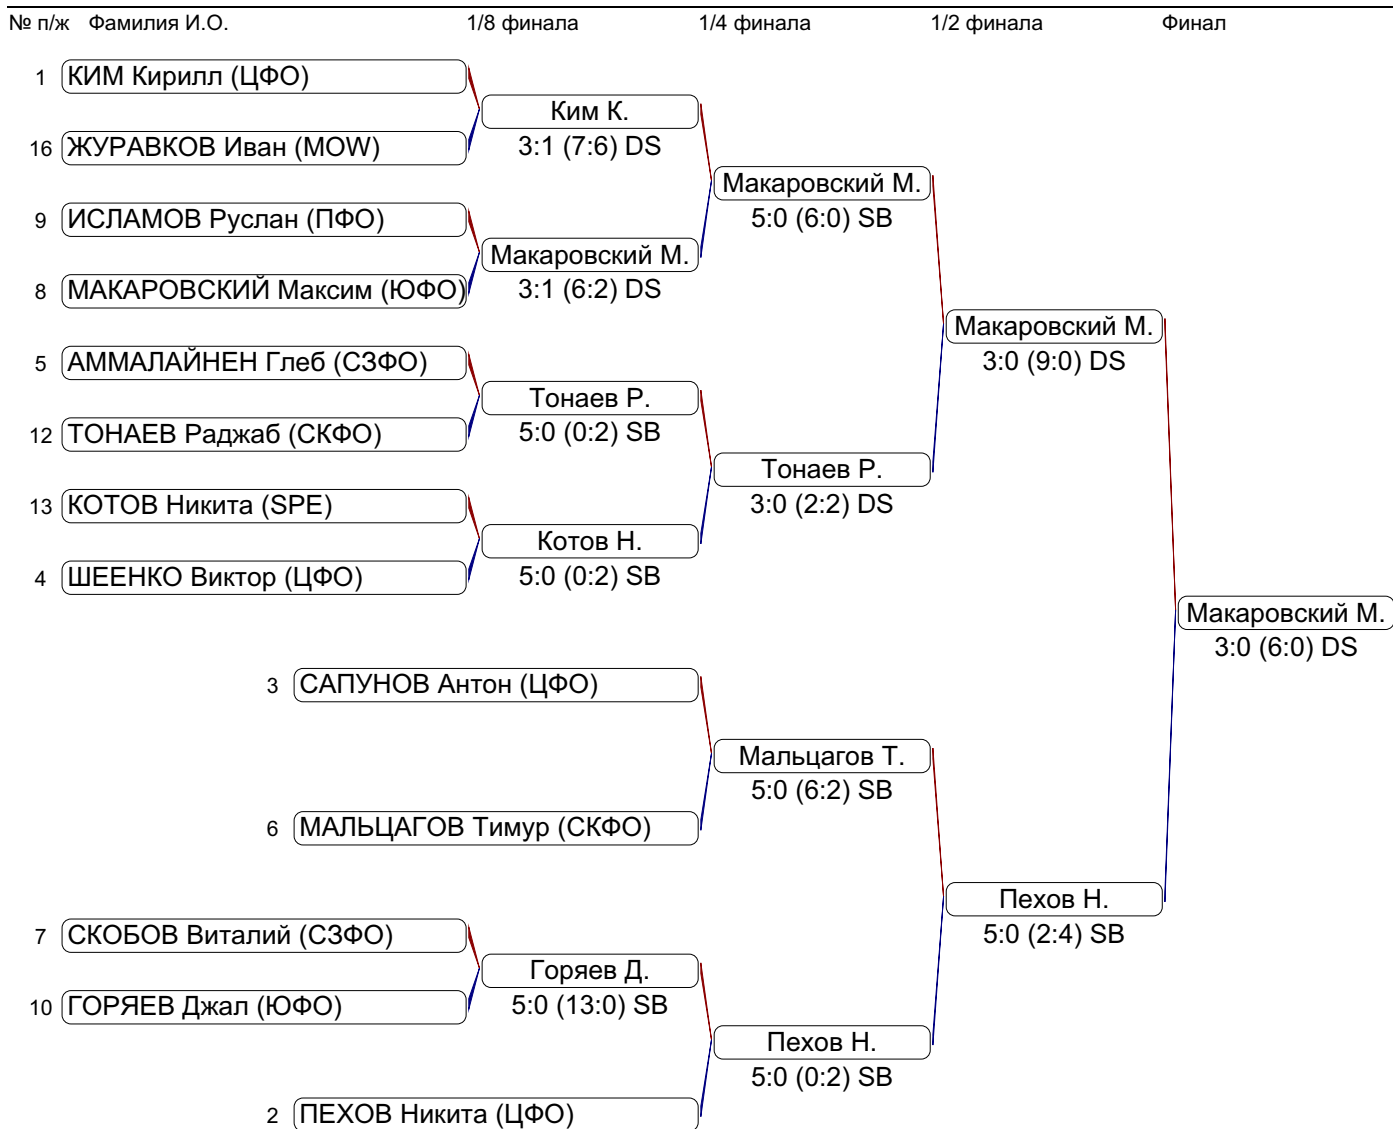 № п/ж Фамилия И.О. 1/8 финала 1/4 финала 1/2 финала Финал
1 КИМ Кирилл (ЦФО)
Ким К.
16 ЖУРАВКОВ Иван (MOW) 3:1 (7:6) DS
Макаровский М.
9 ИСЛАМОВ Руслан (ПФО) 5:0 (6:0) SB
Макаровский М.
8 МАКАРОВСКИЙ Максим (ЮФО) 3:1 (6:2) DS
Макаровский М.
5 АММАЛАЙНЕН Глеб (СЗФО) 3:0 (9:0) DS
Тонаев Р.
12 ТОНАЕВ Раджаб (СКФО) 5:0 (0:2) SB
Тонаев Р.
13 КОТОВ Никита (SPE) 3:0 (2:2) DS
Котов Н.
4 ШЕЕНКО Виктор (ЦФО) 5:0 (0:2) SB
Макаровский М.
3:0 (6:0) DS
3 САПУНОВ Антон (ЦФО)
Мальцагов Т.
5:0 (6:2) SB
6 МАЛЬЦАГОВ Тимур (СКФО)
Пехов Н.
7 СКОБОВ Виталий (СЗФО) 5:0 (2:4) SB
Горяев Д.
10 ГОРЯЕВ Джал (ЮФО) 5:0 (13:0) SB
Пехов Н.
5:0 (0:2) SB
2 ПЕХОВ Никита (ЦФО)